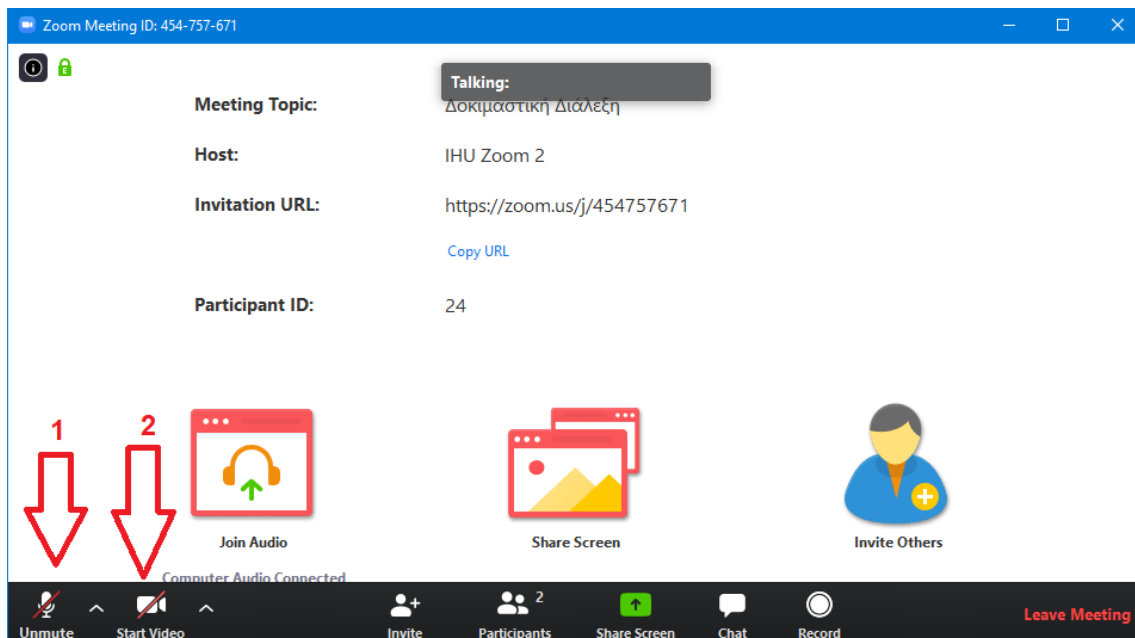 Zoom Meeting ID: 454-757-671
Talking:
Meeting Topic: Δοκιμαστική Διάλεξη
Host: IHU Zoom 2
Invitation URL: https://zoom.us/j/454757671
Copy URL
Participant ID: 24
1 2
Join Audio Share Screen Invite Others
Computer Audio Connected
2
Unmute Start Video Invite Participants Share Screen Chat Record Leave Meeting